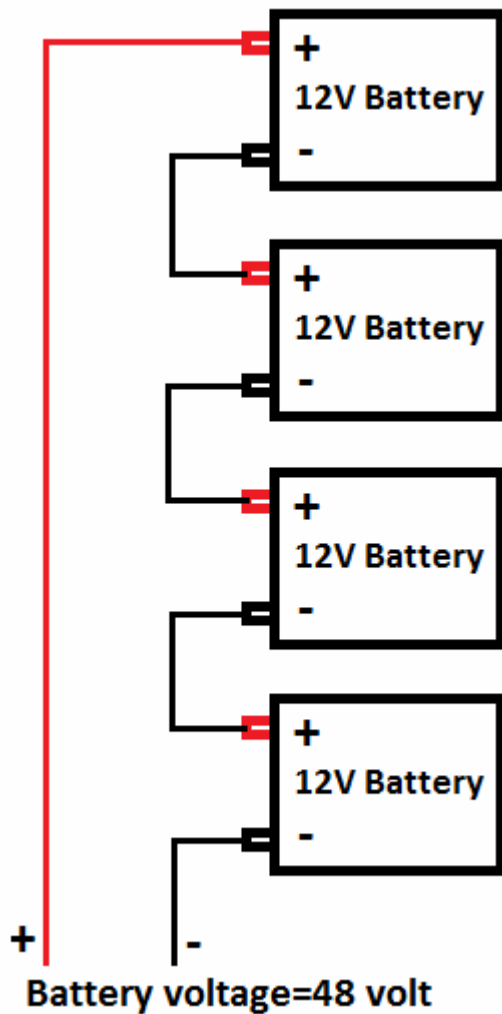 +
12V Battery
-
+
12V Battery
-
+
12V Battery
-
+
12V Battery
-
+ -
Battery voltage=48 volt